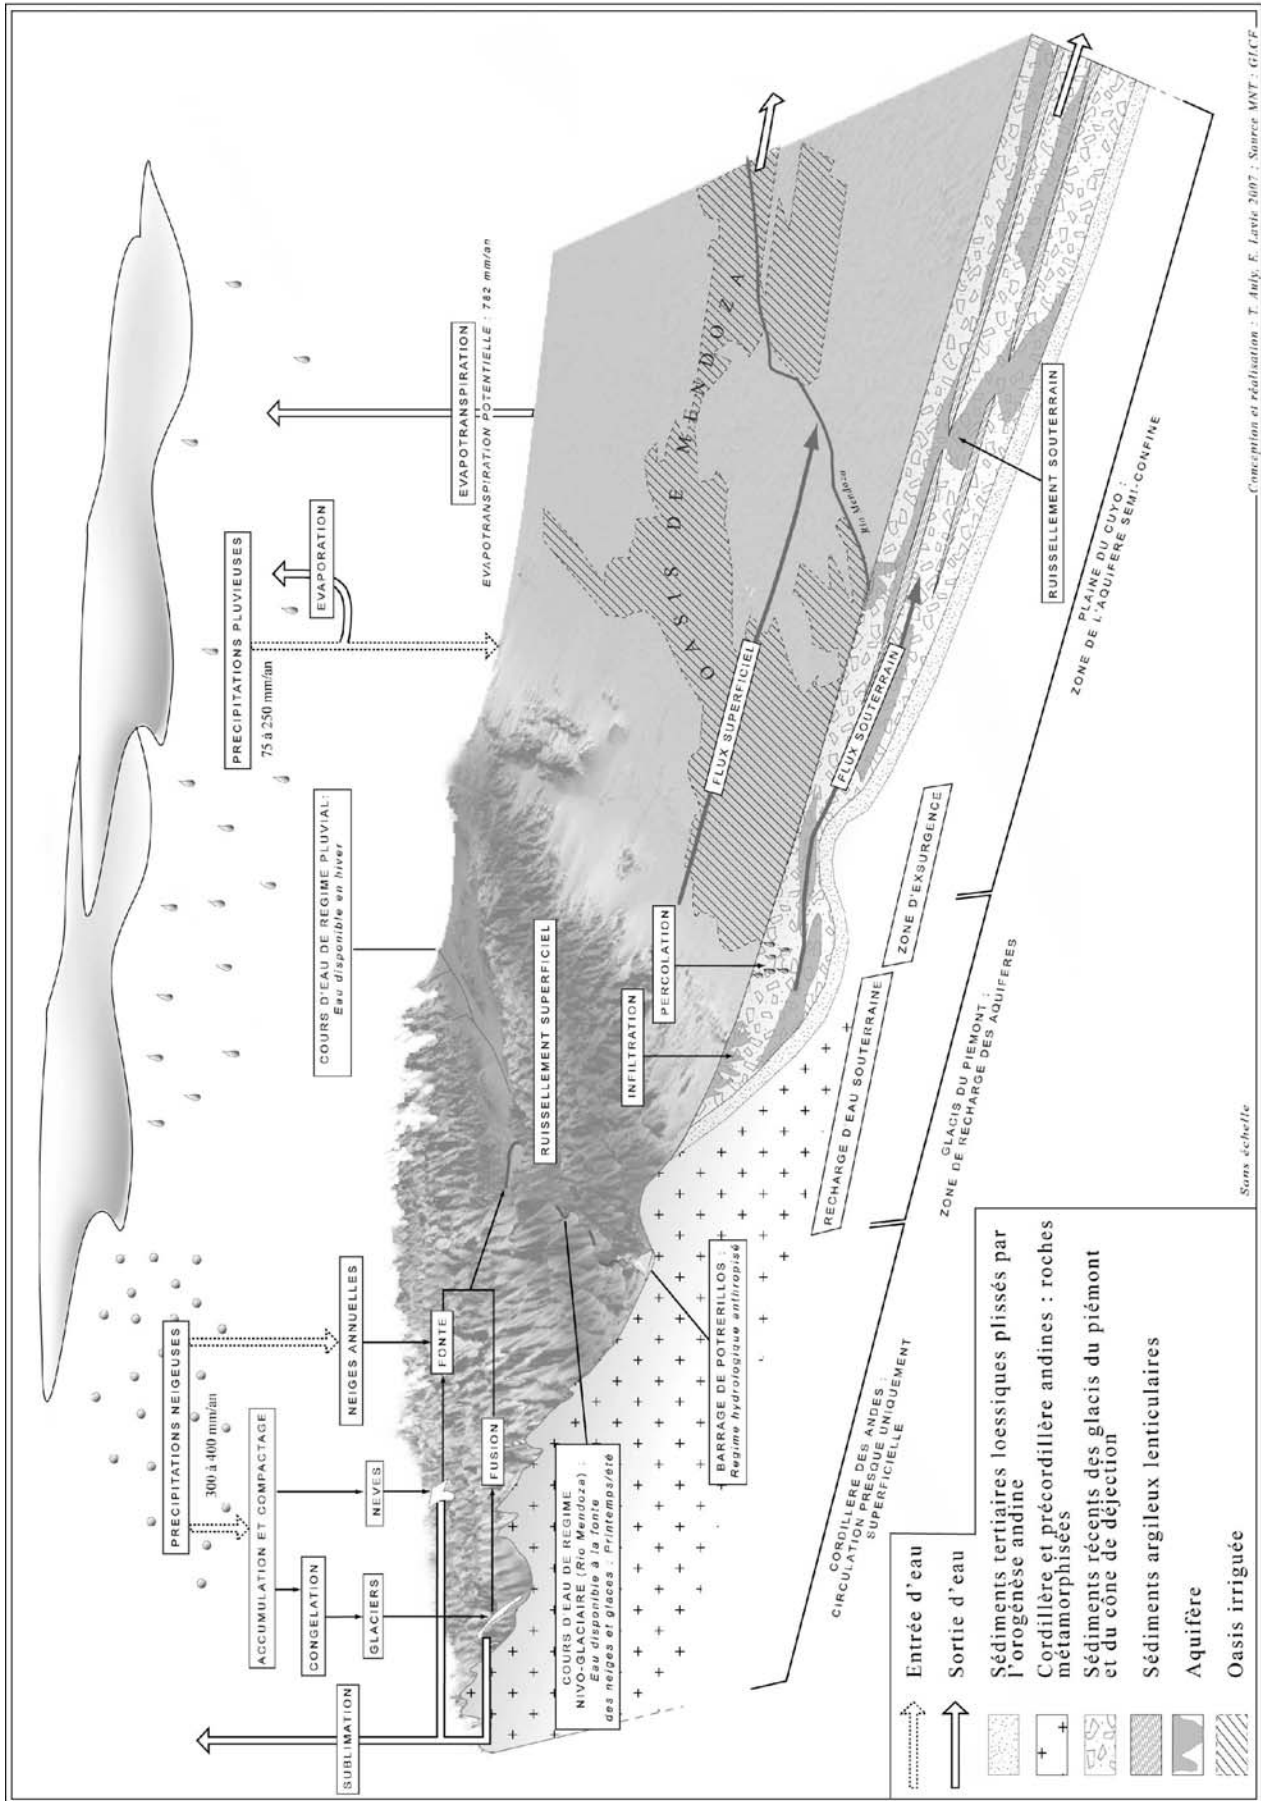 SUBLIMATION
PRECIPITATIONS NEIGEUSES
300 à 400 mm/an
ACCUMULATION ET COMPACTAGE
CONGELATION
GLACIERS
NEVES
NEIGES ANNUELLES
FONTE
FUSION
COURS D'EAU DE REGIME PLUVIAL:
Eau disponible en hiver
PRECIPITATIONS PLUVIEUSES
75 à 250 mm/an
EVAPORATION
EVAPOTRANSPIRATION
EVAPOTRANSPIRATION POTENTIELLE : 782 mm/an
RUISSELLEMENT SUPERFICIEL
OASIS DE MENDOZA
FLUX SUPERFICIEL
Rio Mendoza
COURS D'EAU DE REGIME
NIVO-GLACIAIRE (Rio Mendoza) :
Eau disponible à la fonte
des neiges et glaces : Printemps/été
BARRAGE DE POTRERILLOS :
Regime hydrologique anthropisé
INFILTRATION
PERCOLATION
FLUX SOUTERRAIN
RUISSELLEMENT SOUTERRAIN
RECHARGE D'EAU SOUTERRAINE
ZONE D'EXSURGENCE
CORDILLERE DES ANDES :
CIRCULATION PRESQUE UNIQUEMENT
SUPERFICIELLE
GLACIS DU PIEMONT :
ZONE DE RECHARGE DES AQUIFERES
PLAINE DU CUYO :
ZONE DE L'AQUIFERE SEMI-CONFINE
Entrée d'eau
Sortie d'eau
Sédiments tertiaires loessiques plissés par
l'orogénèse andine
Cordillère et précordillère andines : roches
métamorphisées
Sédiments récents des glacis du piémont
et du cône de déjection
Sédiments argileux lenticulaires
Aquifère
Oasis irriguée
Sans échelle
Conception et réalisation : T. Auly, E. Lavie 2007 ; Source MNT : GLCF